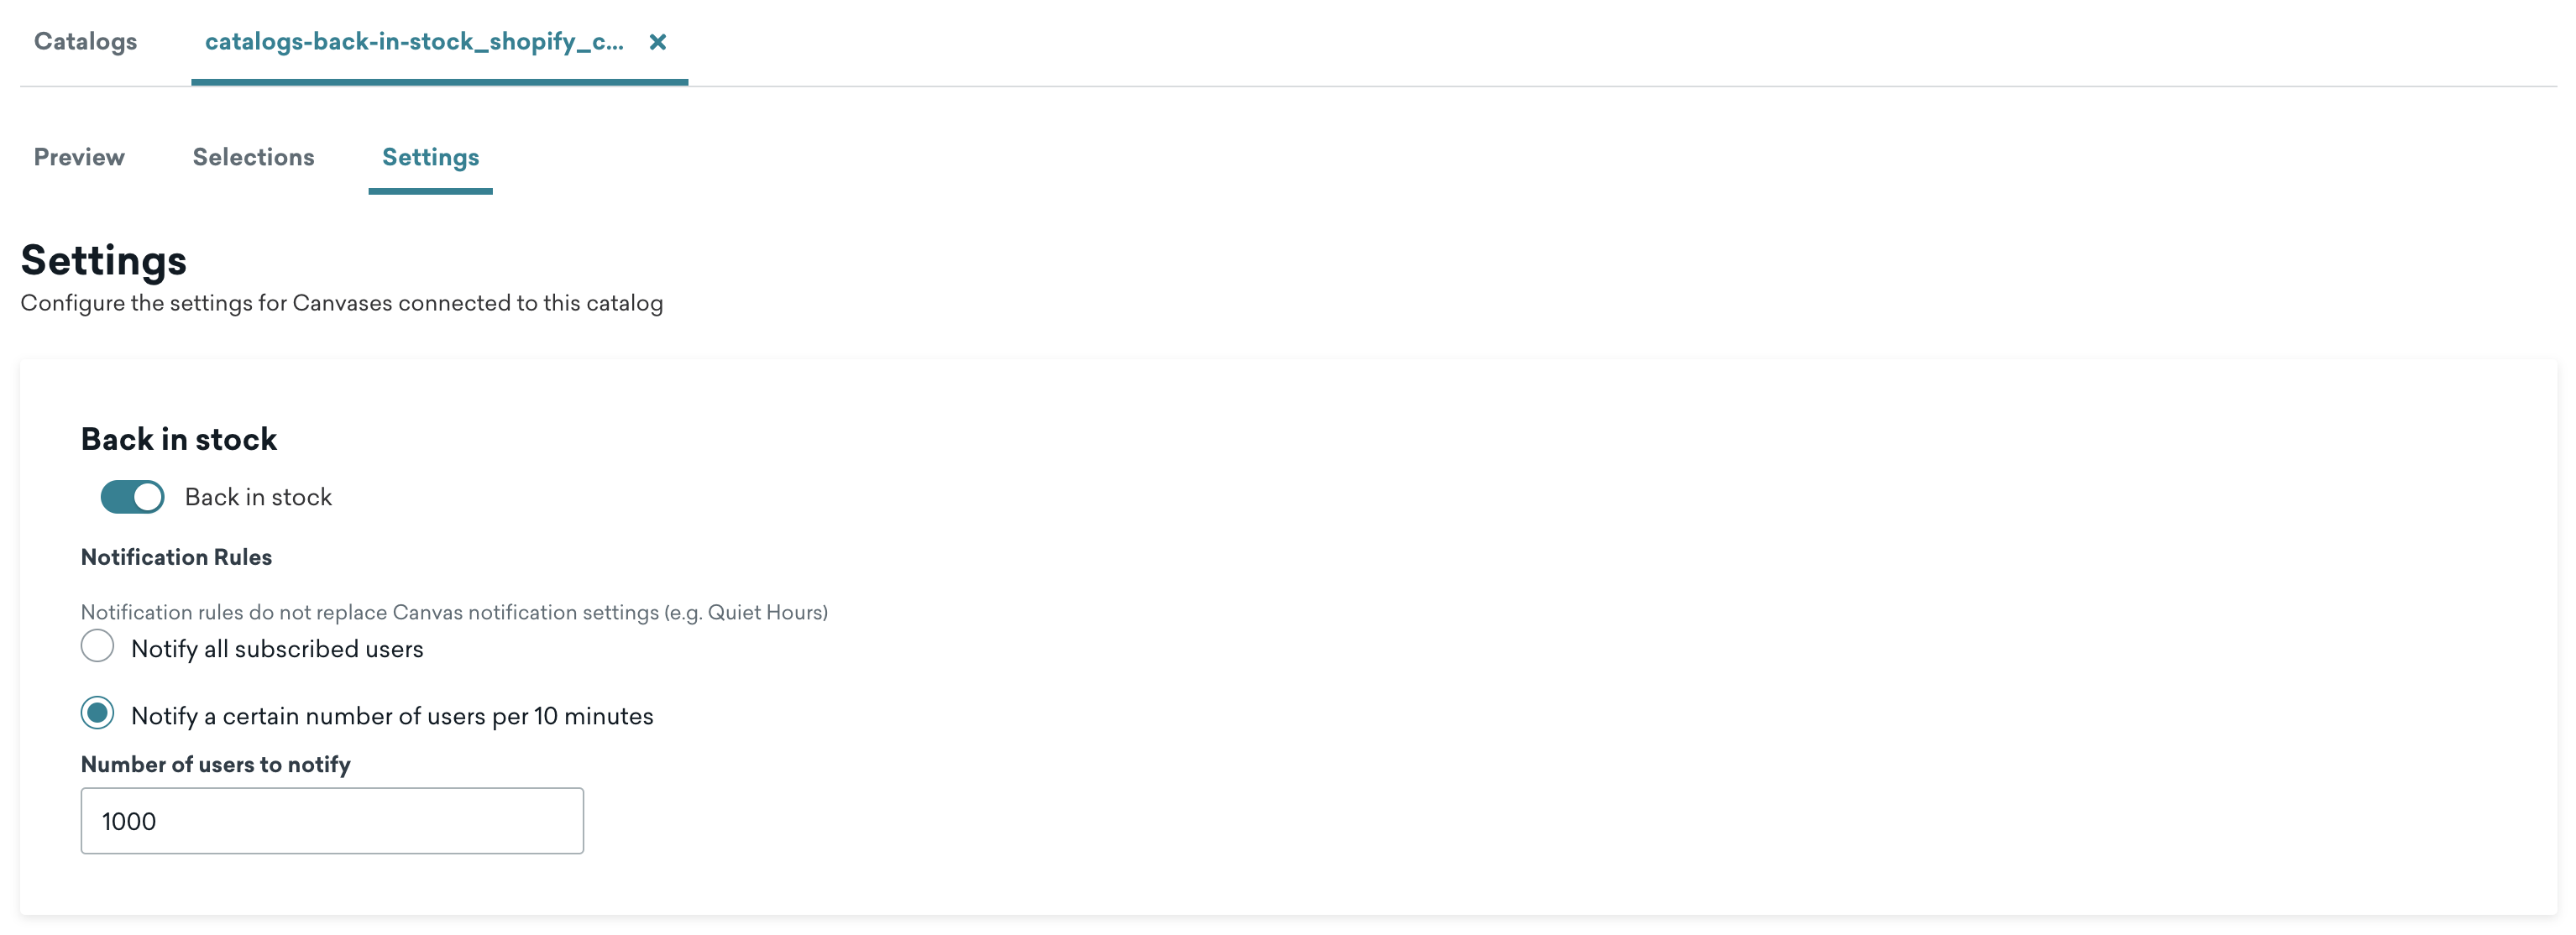 Catalogs
catalogs-back-in-stock_shopify_c...
Preview
Selections
Settings
Settings
Configure the settings for Canvases connected to this catalog
Back in stock
Back in stock
Notification Rules
Notification rules do not replace Canvas notification settings (e.g. Quiet Hours)
Notify all subscribed users
Notify a certain number of users per 10 minutes
Number of users to notify
1000